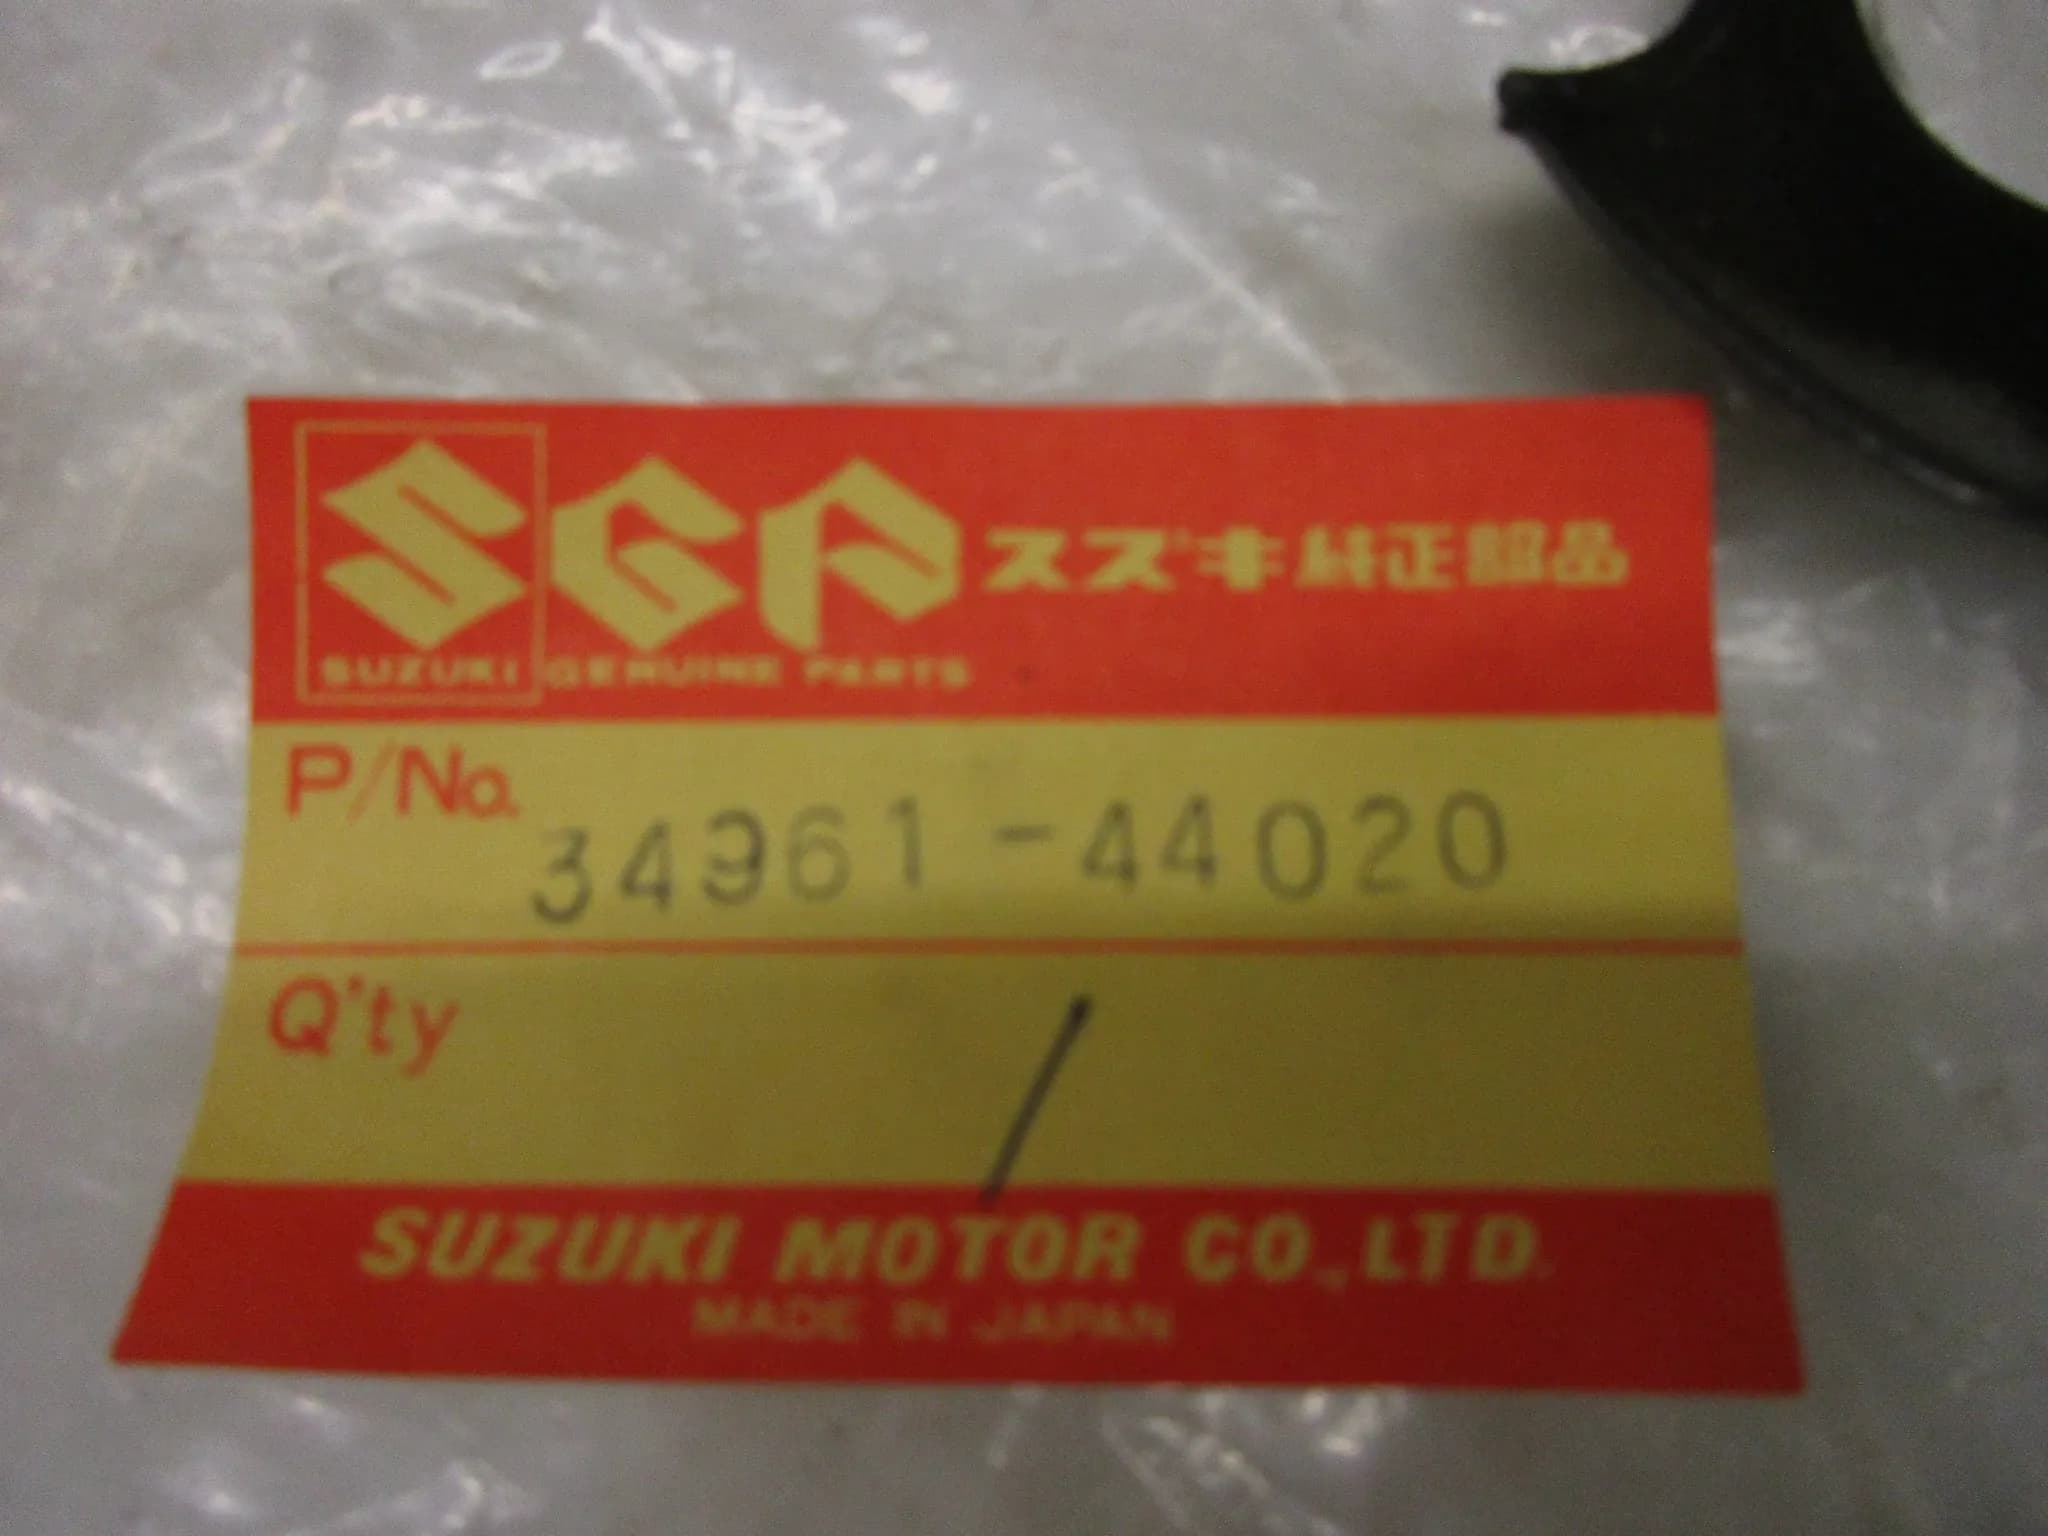 SGP スズキ純正部品
SUZUKI GENUINE PARTS
P/No. 34961-44020
Q'ty /
SUZUKI MOTOR CO.,LTD.
MADE IN JAPAN